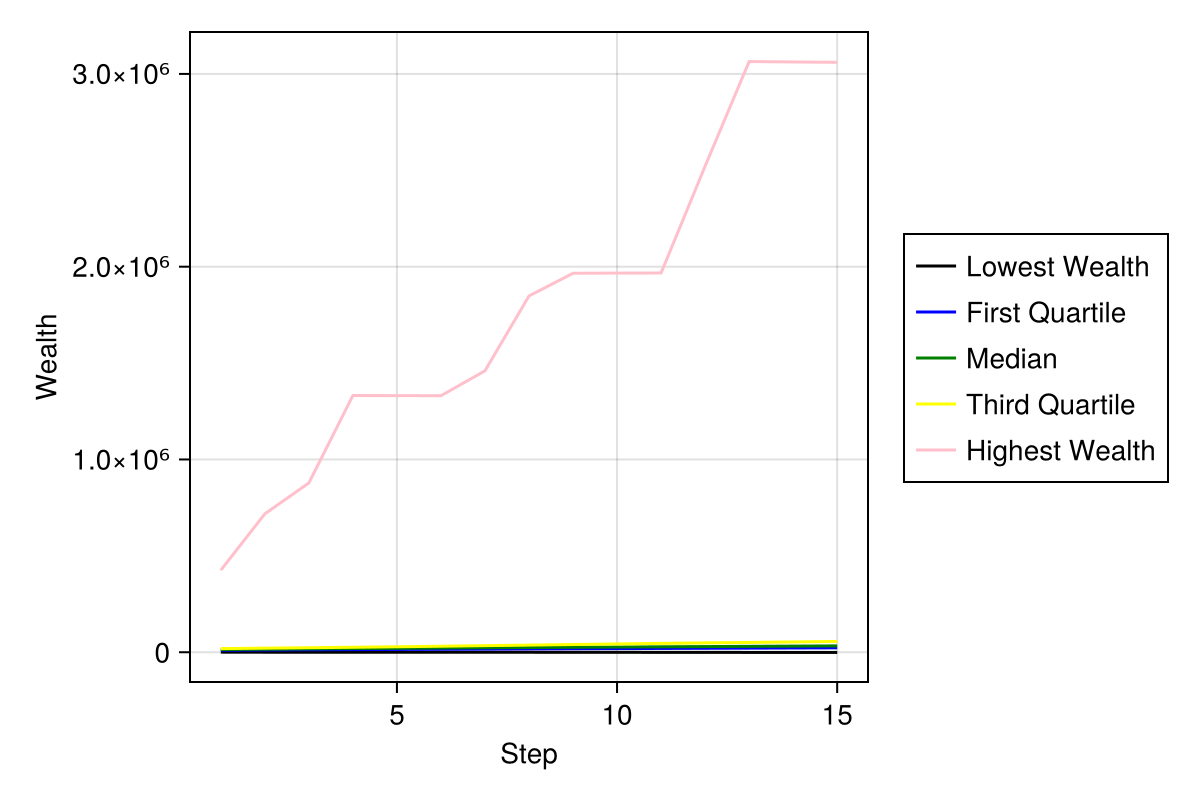 3.0×10⁶
2.0×10⁶
1.0×10⁶
0
Wealth
5 10 15
Step
Lowest Wealth
First Quartile
Median
Third Quartile
Highest Wealth